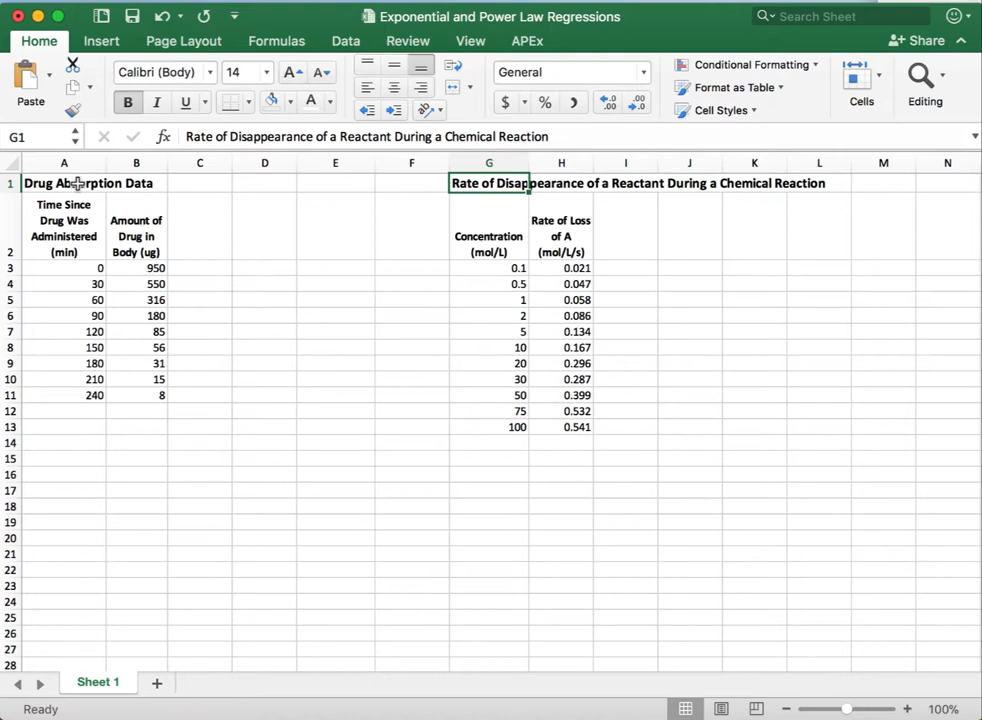 Exponential and Power Law Regressions
Search Sheet
Home Insert Page Layout Formulas Data Review View APEx Share
Paste
Calibri (Body) 14
B I U A
A A
General
$ % )
Conditional Formatting
Format as Table
Cell Styles
Cells
Editing
G1 fx Rate of Disappearance of a Reactant During a Chemical Reaction
A B C D E F G H I J K L M N
1 Drug Absorption Data Rate of Disappearance of a Reactant During a Chemical Reaction
Time Since
Drug Was
Administered
(min)
Amount of
Drug in
Body (ug)
Concentration
(mol/L)
Rate of Loss
of A
(mol/L/s)
2
3 0 950 0.1 0.021
4 30 550 0.5 0.047
5 60 316 1 0.058
6 90 180 2 0.086
7 120 85 5 0.134
8 150 56 10 0.167
9 180 31 20 0.296
10 210 15 30 0.287
11 240 8 50 0.399
12 75 0.532
13 100 0.541
14
15
16
17
18
19
20
21
22
23
24
25
26
27
28
Sheet 1
Ready 100%